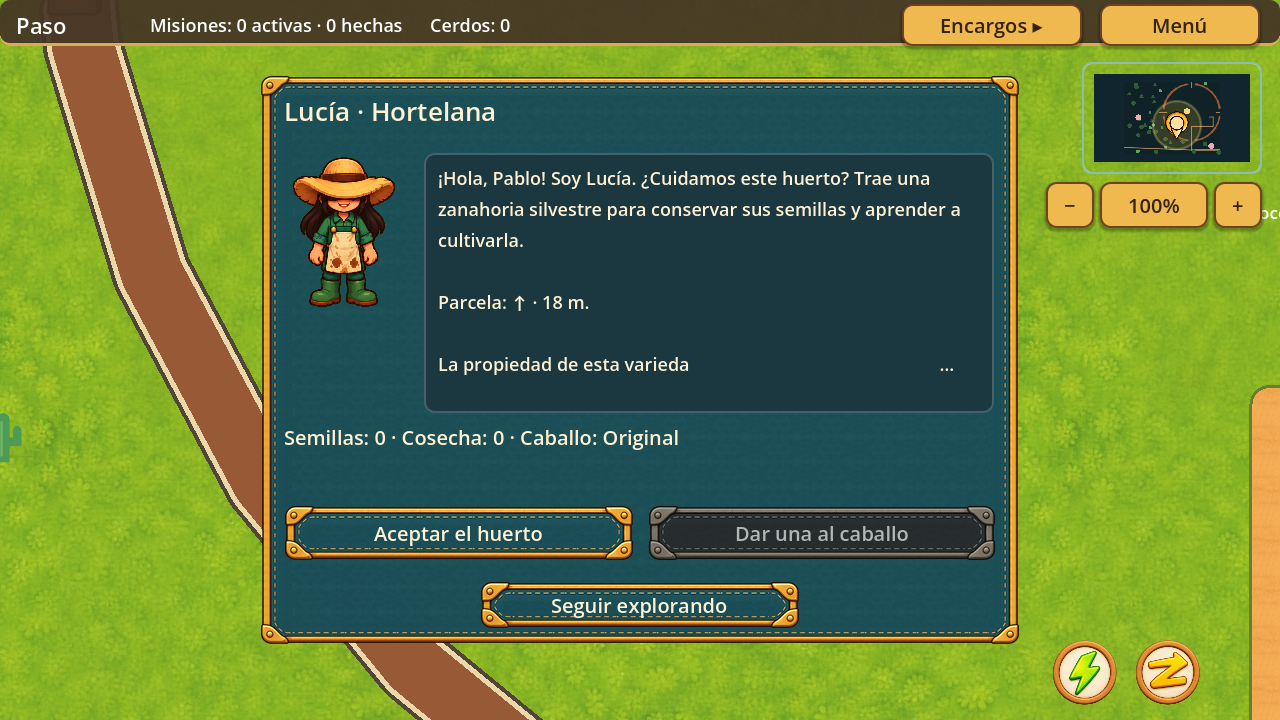 Paso
Misiones: 0 activas · 0 hechas
Cerdos: 0
Encargos ▸
Menú
Lucía · Hortelana
¡Hola, Pablo! Soy Lucía. ¿Cuidamos este huerto? Trae una
zanahoria silvestre para conservar sus semillas y aprender a
cultivarla.
Parcela: ↑ · 18 m.
La propiedad de esta varieda ...
− 100% +
Semillas: 0 · Cosecha: 0 · Caballo: Original
Aceptar el huerto
Dar una al caballo
Seguir explorando